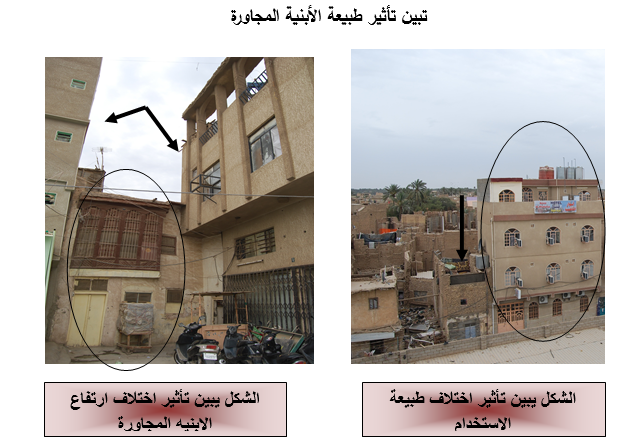 تبين تأثير طبيعة الأبنية المجاورة
الشكل يبين تأثير اختلاف طبيعة
الاستخدام
الشكل يبين تأثير اختلاف ارتفاع
الابنيه المجاورة